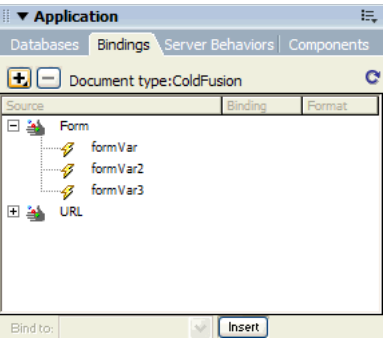 Application
Databases Bindings Server Behaviors Components
Document type:ColdFusion
Source Binding Format
Form
formVar
formVar2
formVar3
URL
Bind to: Insert